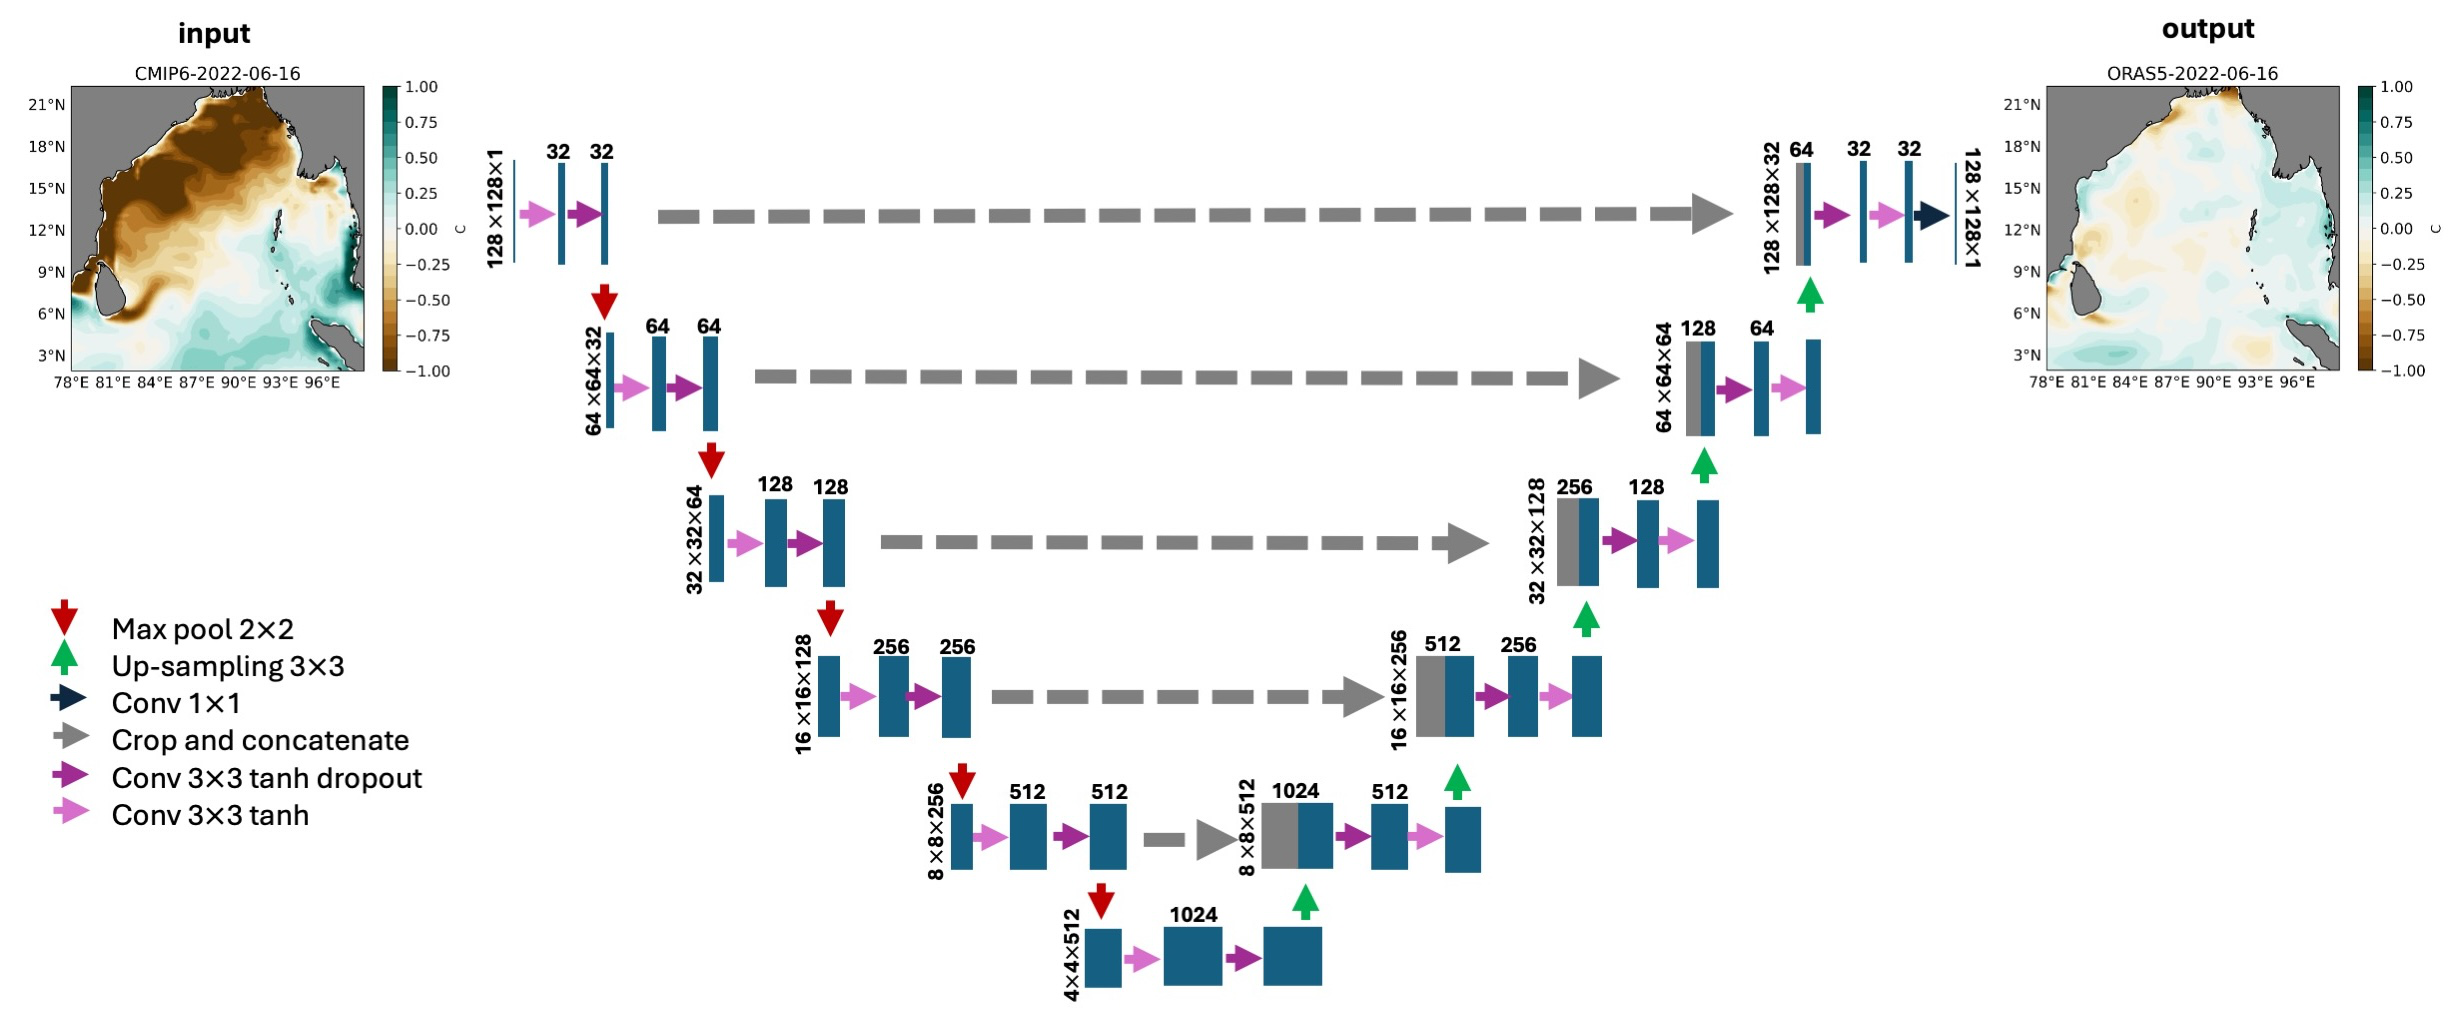 input
CMIP6-2022-06-16
21°N
18°N
15°N
12°N
9°N
6°N
3°N
78°E 81°E 84°E 87°E 90°E 93°E 96°E
1.00
0.75
0.50
0.25
0.00
−0.25
−0.50
−0.75
−1.00
C
128 ×128×1
32
32
64 ×64×32
64
64
32 ×32×64
128
128
16 ×16×128
256
256
8 ×8×256
512
512
4×4×512
1024
8 ×8×512
1024
512
16 ×16×256
512
256
32 ×32×128
256
128
64 ×64×64
128
64
128 ×128×32
64
32
32
128 ×128×1
output
ORAS5-2022-06-16
21°N
18°N
15°N
12°N
9°N
6°N
3°N
78°E 81°E 84°E 87°E 90°E 93°E 96°E
1.00
0.75
0.50
0.25
0.00
−0.25
−0.50
−0.75
−1.00
C
Max pool 2×2
Up-sampling 3×3
Conv 1×1
Crop and concatenate
Conv 3×3 tanh dropout
Conv 3×3 tanh